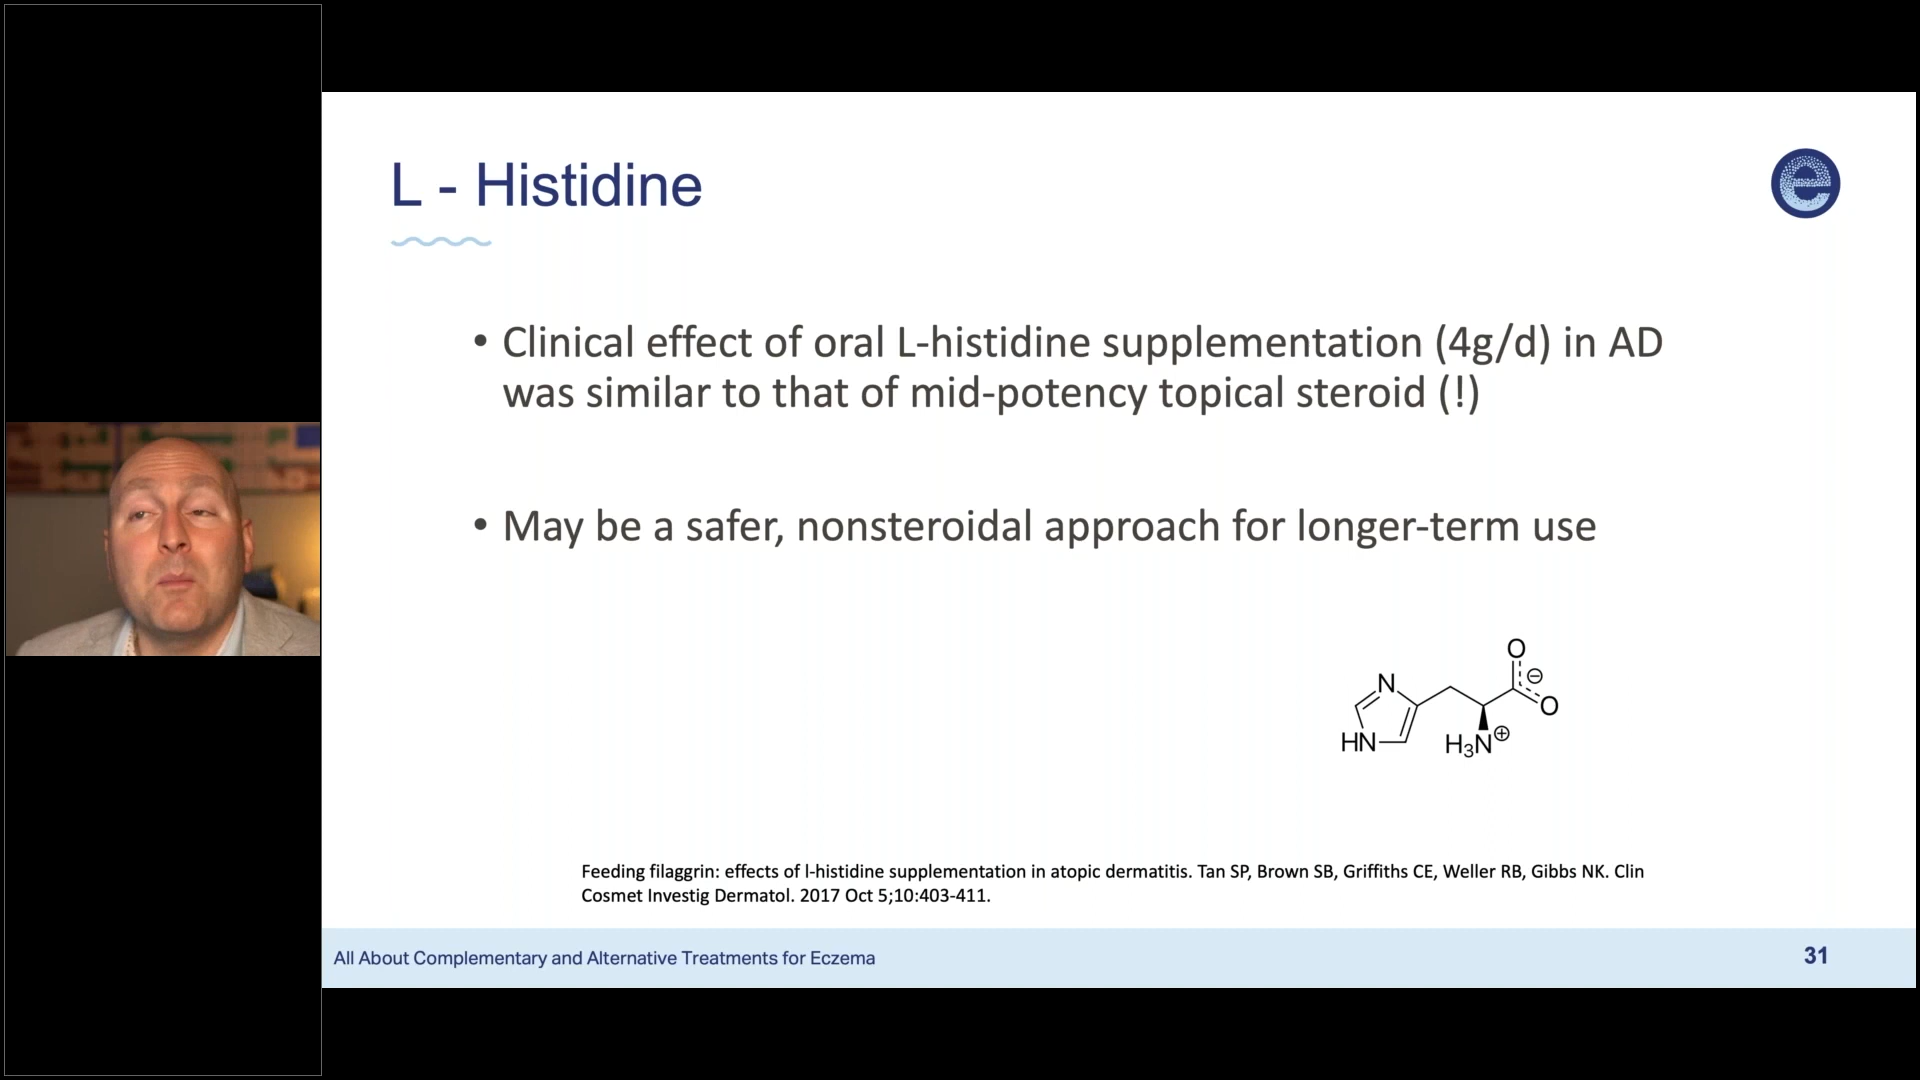 L - Histidine
• Clinical effect of oral L-histidine supplementation (4g/d) in AD
was similar to that of mid-potency topical steroid (!)
• May be a safer, nonsteroidal approach for longer-term use
O
N
⊖
O
HN
H₃N⊕
Feeding filaggrin: effects of l-histidine supplementation in atopic dermatitis. Tan SP, Brown SB, Griffiths CE, Weller RB, Gibbs NK. Clin
Cosmet Investig Dermatol. 2017 Oct 5;10:403-411.
All About Complementary and Alternative Treatments for Eczema
31